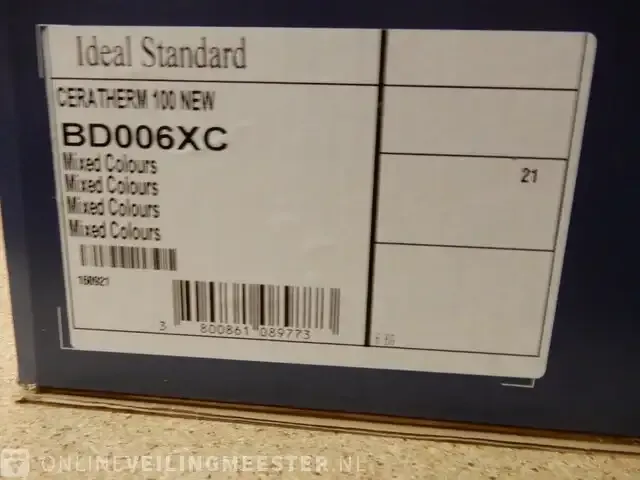 Ideal Standard
CERATHERM 100 NEW
BD006XC
Mixed Colours
Mixed Colours
Mixed Colours
Mixed Colours
21
160921
3 800861 089773
ONLINEVEILINGMEESTER.NL